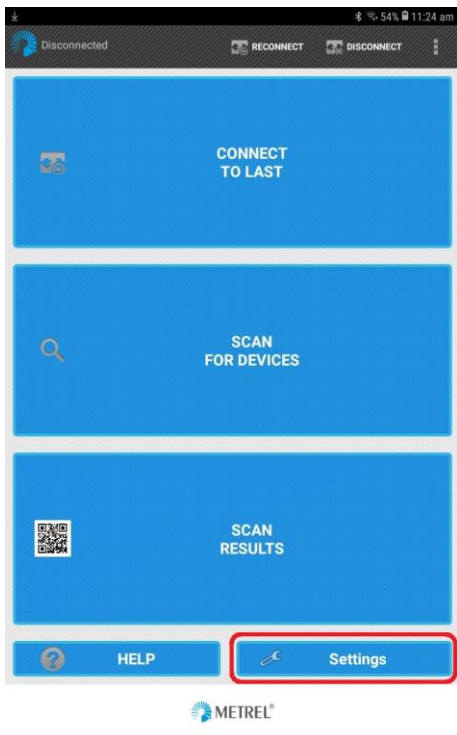 54% 11:24 am
Disconnected RECONNECT DISCONNECT
CONNECT
TO LAST
SCAN
FOR DEVICES
SCAN
RESULTS
HELP Settings
METREL®